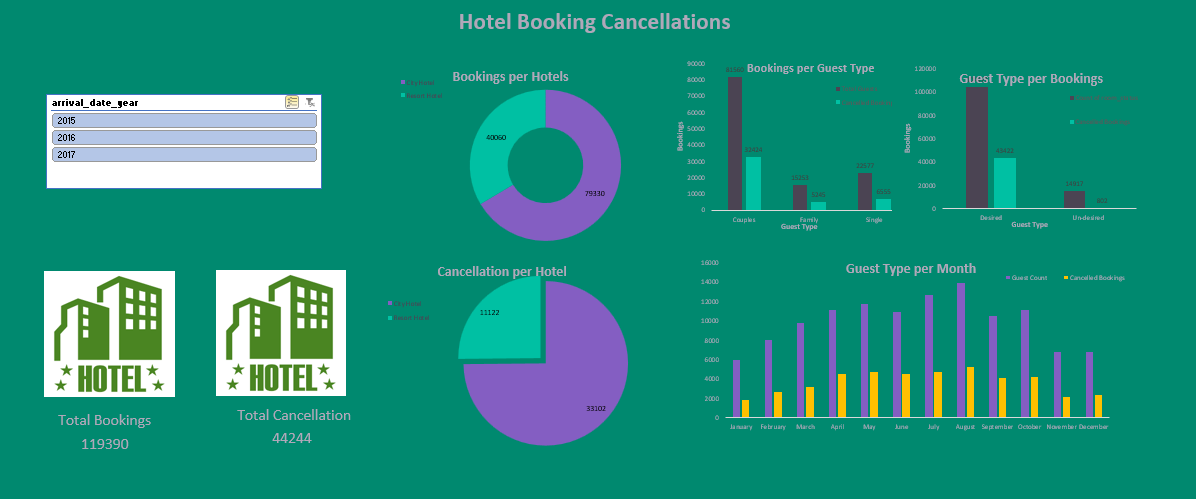 Hotel Booking Cancellations
arrival_date_year
2015
2016
2017
HOTEL
Total Bookings
119390
HOTEL
Total Cancellation
44244
Bookings per Hotels
City Hotel
Resort Hotel
40060
79330
Cancellation per Hotel
City Hotel
Resort Hotel
11122
33102
Bookings per Guest Type
Bookings
90000
80000
70000
60000
50000
40000
30000
20000
10000
0
Couples
Family
Single
Guest Type
Guest Type per Bookings
Bookings
120000
100000
80000
60000
40000
20000
0
Desired
Un-desired
Guest Type
Guest Type per Month
Guest Count
Cancelled Bookings
16000
14000
12000
10000
8000
6000
4000
2000
0
January
February
March
April
May
June
July
August
September
October
November
December